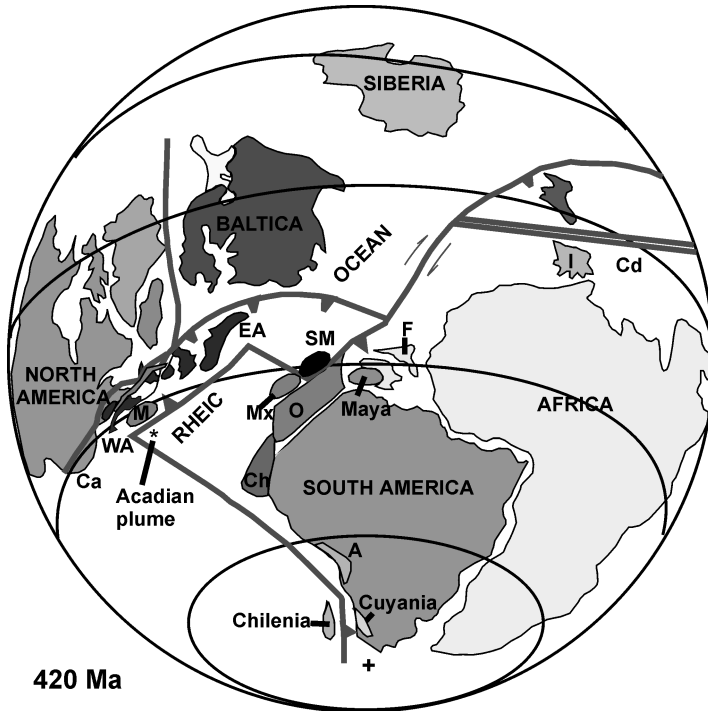 SIBERIA
BALTICA
OCEAN
I
Cd
EA
SM
F
NORTH
AMERICA
M
Mx
O
Maya
AFRICA
RHEIC
WA
*
Ca
Acadian
plume
Ch
SOUTH AMERICA
A
Chilenia
Cuyania
+
420 Ma